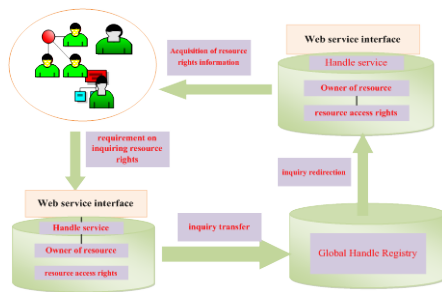 Acquisition of resource
rights information
Web service interface
Handle service
Owner of resource
resource access rights
requirement on
inquiring resource
rights
inquiry redirection
Web service interface
Handle service
Owner of resource
resource access rights
inquiry transfer
Global Handle Registry